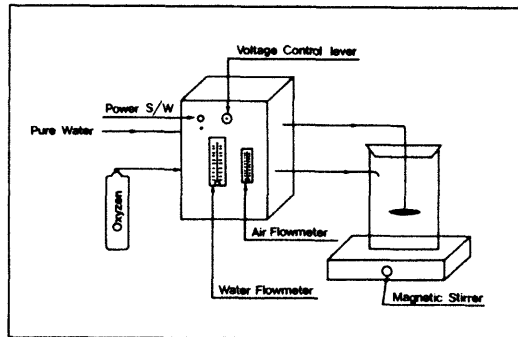 Voltage Control lever
Power S/W
Pure Water
Oxyzen
Air Flowmeter
Water Flowmeter
Magnetic Stirrer